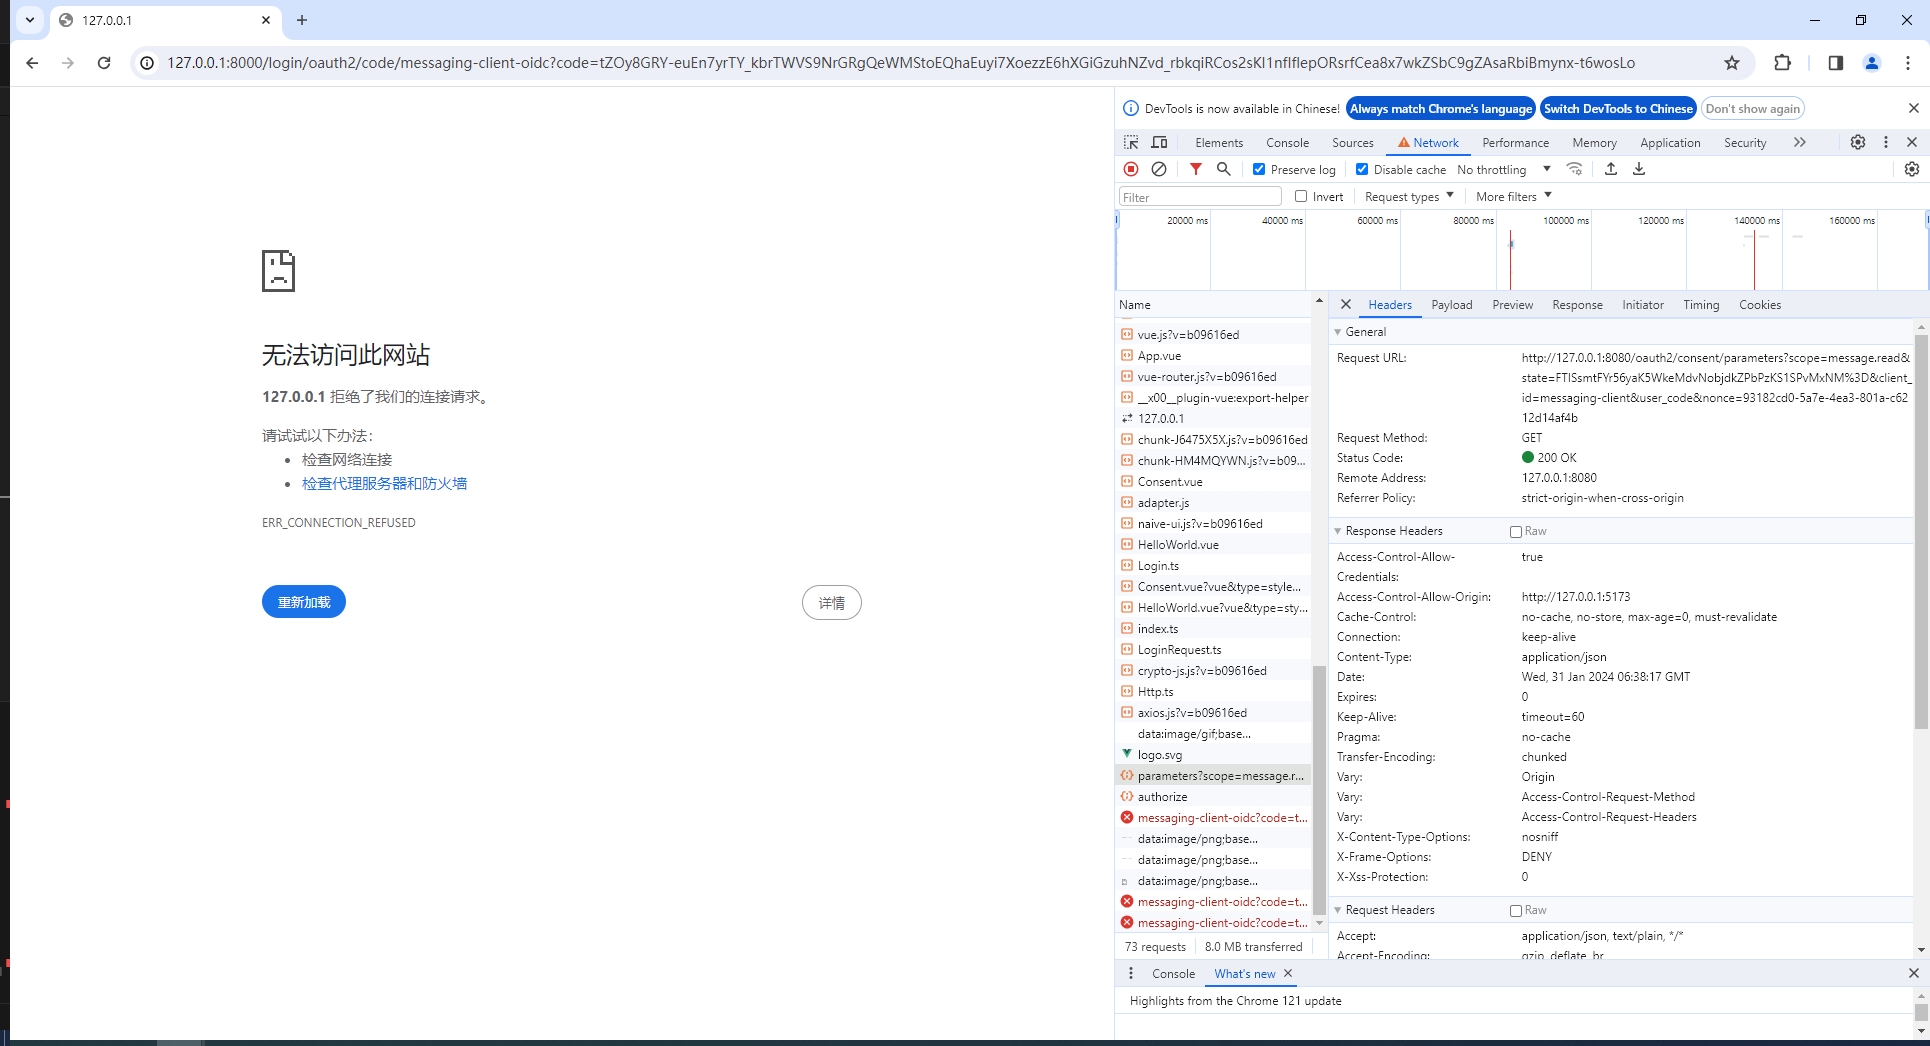 127.0.0.1
127.0.0.1:8000/login/oauth2/code/messaging-client-oidc?code=tZOy8GRY-euEn7yrTY_kbrTWVS9NrGRgQeWMStoEQhaEuyi7XoezzE6hXGiGzuhNZvd_rbkqiRCos2sKl1nfIflepORsrfCea8x7wkZSbC9gZAsaRbiBmynx-t6wosLo
无法访问此网站
127.0.0.1 拒绝了我们的连接请求。
请试试以下办法：
检查网络连接
检查代理服务器和防火墙
ERR_CONNECTION_REFUSED
重新加载
详情
DevTools is now available in Chinese! Always match Chrome's language Switch DevTools to Chinese Don't show again
Elements Console Sources Network Performance Memory Application Security
Preserve log Disable cache No throttling
Filter Invert Request types More filters
20000 ms 40000 ms 60000 ms 80000 ms 100000 ms 120000 ms 140000 ms 160000 ms
Name
vue.js?v=b09616ed
App.vue
vue-router.js?v=b09616ed
__x00__plugin-vue:export-helper
127.0.0.1
chunk-J6475X5X.js?v=b09616ed
chunk-HM4MQYWN.js?v=b09...
Consent.vue
adapter.js
naive-ui.js?v=b09616ed
HelloWorld.vue
Login.ts
Consent.vue?vue&type=style...
HelloWorld.vue?vue&type=sty...
index.ts
LoginRequest.ts
crypto-js.js?v=b09616ed
Http.ts
axios.js?v=b09616ed
data:image/gif;base...
logo.svg
parameters?scope=message.r...
authorize
messaging-client-oidc?code=t...
data:image/png;base...
data:image/png;base...
data:image/png;base...
messaging-client-oidc?code=t...
messaging-client-oidc?code=t...
73 requests 8.0 MB transferred
Headers Payload Preview Response Initiator Timing Cookies
General
Request URL: http://127.0.0.1:8080/oauth2/consent/parameters?scope=message.read&
state=FTISsmtFYr56yaK5WkeMdvNobjdkZPbPzKS1SPvMxNM%3D&client_
id=messaging-client&user_code&nonce=93182cd0-5a7e-4ea3-801a-c62
12d14af4b
Request Method: GET
Status Code: 200 OK
Remote Address: 127.0.0.1:8080
Referrer Policy: strict-origin-when-cross-origin
Response Headers Raw
Access-Control-Allow- true
Credentials:
Access-Control-Allow-Origin: http://127.0.0.1:5173
Cache-Control: no-cache, no-store, max-age=0, must-revalidate
Connection: keep-alive
Content-Type: application/json
Date: Wed, 31 Jan 2024 06:38:17 GMT
Expires: 0
Keep-Alive: timeout=60
Pragma: no-cache
Transfer-Encoding: chunked
Vary: Origin
Vary: Access-Control-Request-Method
Vary: Access-Control-Request-Headers
X-Content-Type-Options: nosniff
X-Frame-Options: DENY
X-Xss-Protection: 0
Request Headers Raw
Accept: application/json, text/plain, */*
Accept-Encoding: gzip, deflate, br
Console What's new
Highlights from the Chrome 121 update